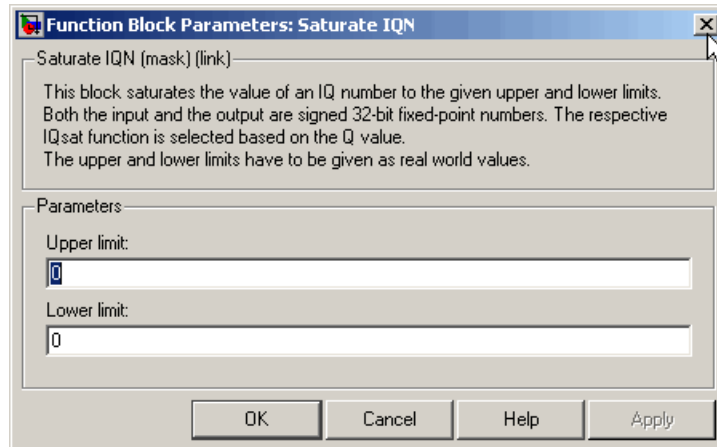 Function Block Parameters: Saturate IQN
Saturate IQN (mask) (link)
This block saturates the value of an IQ number to the given upper and lower limits.
Both the input and the output are signed 32-bit fixed-point numbers. The respective
IQsat function is selected based on the Q value.
The upper and lower limits have to be given as real world values.
Parameters
Upper limit:
0
Lower limit:
0
OK
Cancel
Help
Apply